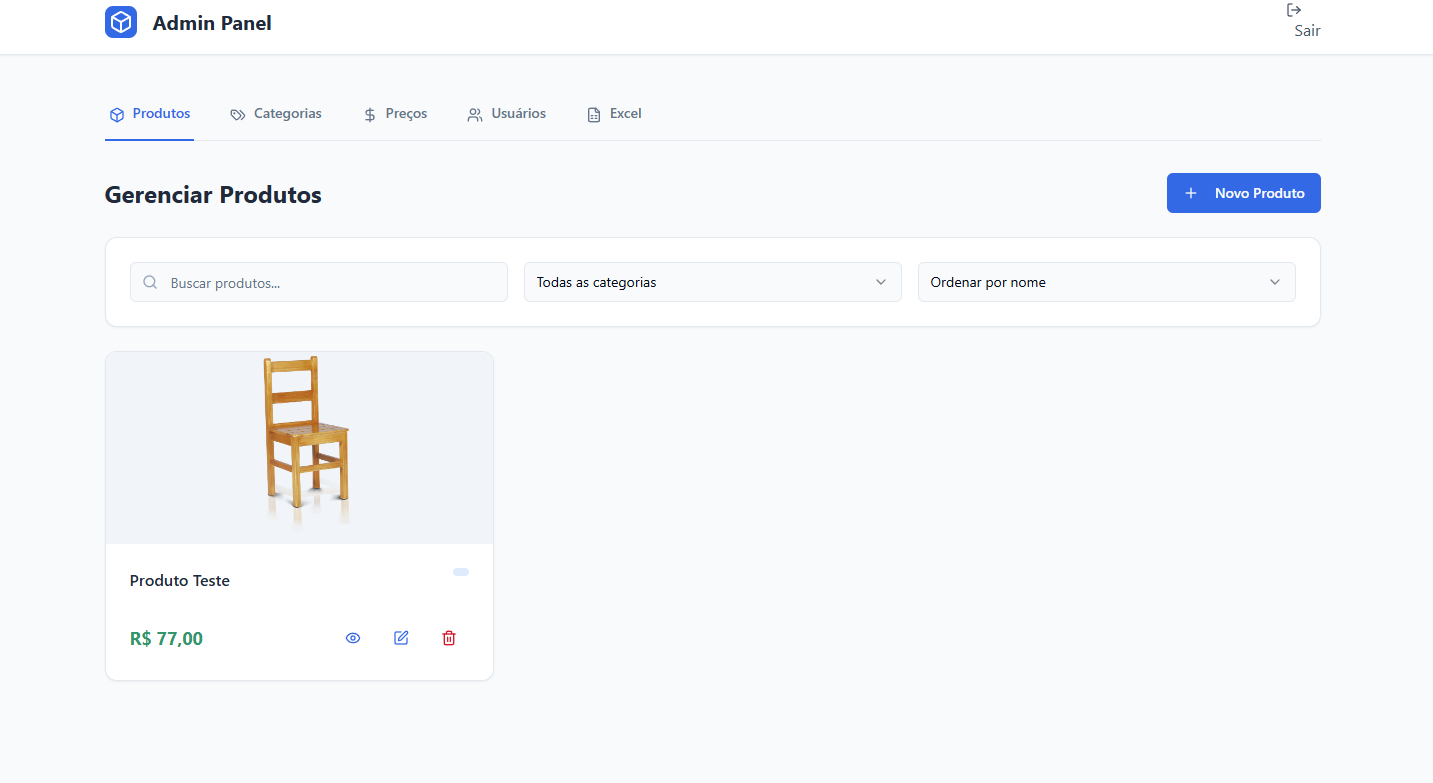 Admin Panel
Sair
Produtos
Categorias
Preços
Usuários
Excel
Gerenciar Produtos
Novo Produto
Buscar produtos...
Todas as categorias
Ordenar por nome
Produto Teste
R$ 77,00